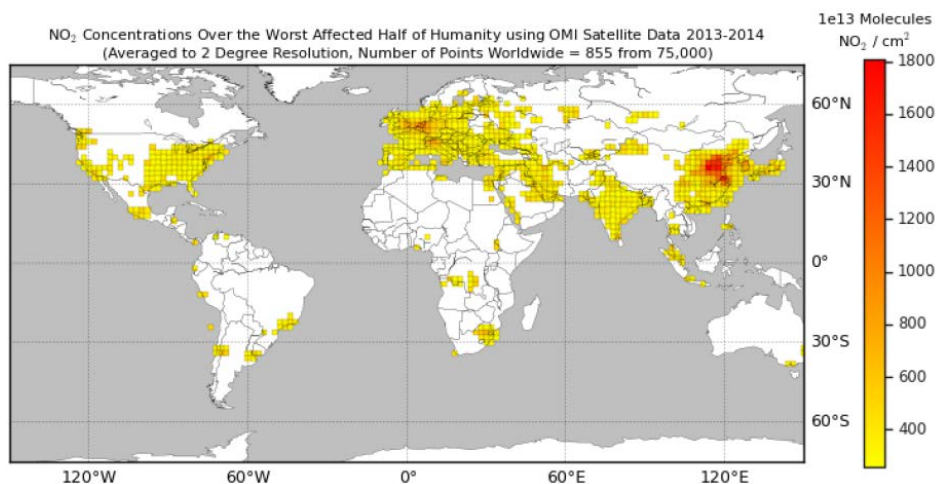 NO₂ Concentrations Over the Worst Affected Half of Humanity using OMI Satellite Data 2013-2014
(Averaged to 2 Degree Resolution, Number of Points Worldwide = 855 from 75,000)
1e13 Molecules
NO₂ / cm²
1800
1600
1400
1200
1000
800
600
400
60°N
30°N
0°
30°S
60°S
120°W
60°W
0°
60°E
120°E